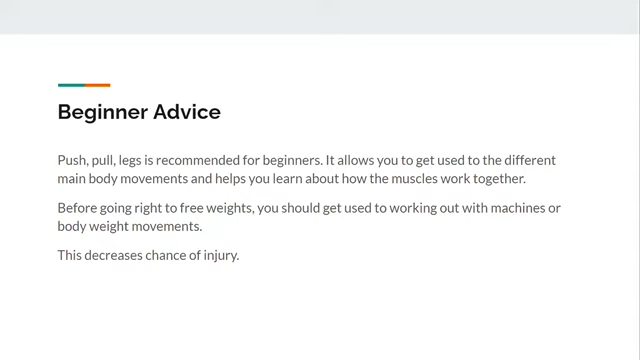 Beginner Advice
Push, pull, legs is recommended for beginners. It allows you to get used to the different
main body movements and helps you learn about how the muscles work together.
Before going right to free weights, you should get used to working out with machines or
body weight movements.
This decreases chance of injury.